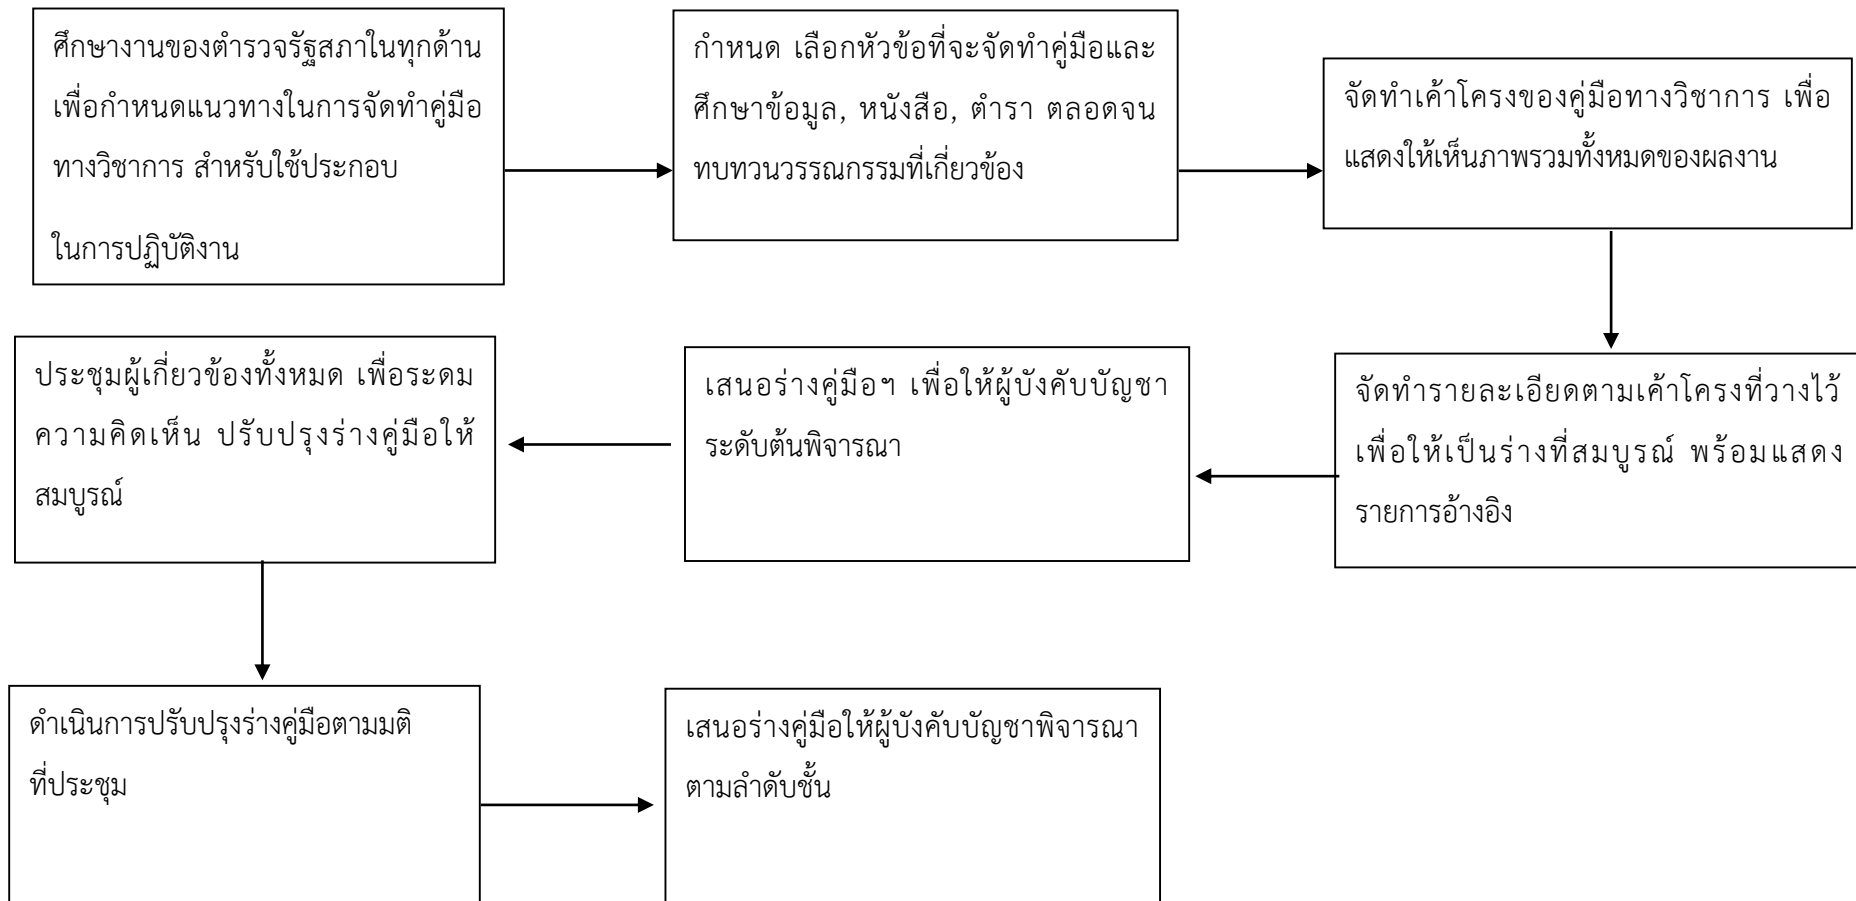 ศึกษางานของตำรวจรัฐสภาในทุกด้าน
เพื่อกำหนดแนวทางในการจัดทำคู่มือ
ทางวิชาการ สำหรับใช้ประกอบ
ในการปฏิบัติงาน
กำหนด เลือกหัวข้อที่จะจัดทำคู่มือและ
ศึกษาข้อมูล, หนังสือ, ตำรา ตลอดจน
ทบทวนวรรณกรรมที่เกี่ยวข้อง
จัดทำเค้าโครงของคู่มือทางวิชาการ เพื่อ
แสดงให้เห็นภาพรวมทั้งหมดของผลงาน
จัดทำรายละเอียดตามเค้าโครงที่วางไว้
เพื่อให้เป็นร่างที่สมบูรณ์ พร้อมแสดง
รายการอ้างอิง
เสนอร่างคู่มือฯ เพื่อให้ผู้บังคับบัญชา
ระดับต้นพิจารณา
ประชุมผู้เกี่ยวข้องทั้งหมด เพื่อระดม
ความคิดเห็น ปรับปรุงร่างคู่มือให้
สมบูรณ์
ดำเนินการปรับปรุงร่างคู่มือตามมติ
ที่ประชุม
เสนอร่างคู่มือให้ผู้บังคับบัญชาพิจารณา
ตามลำดับชั้น